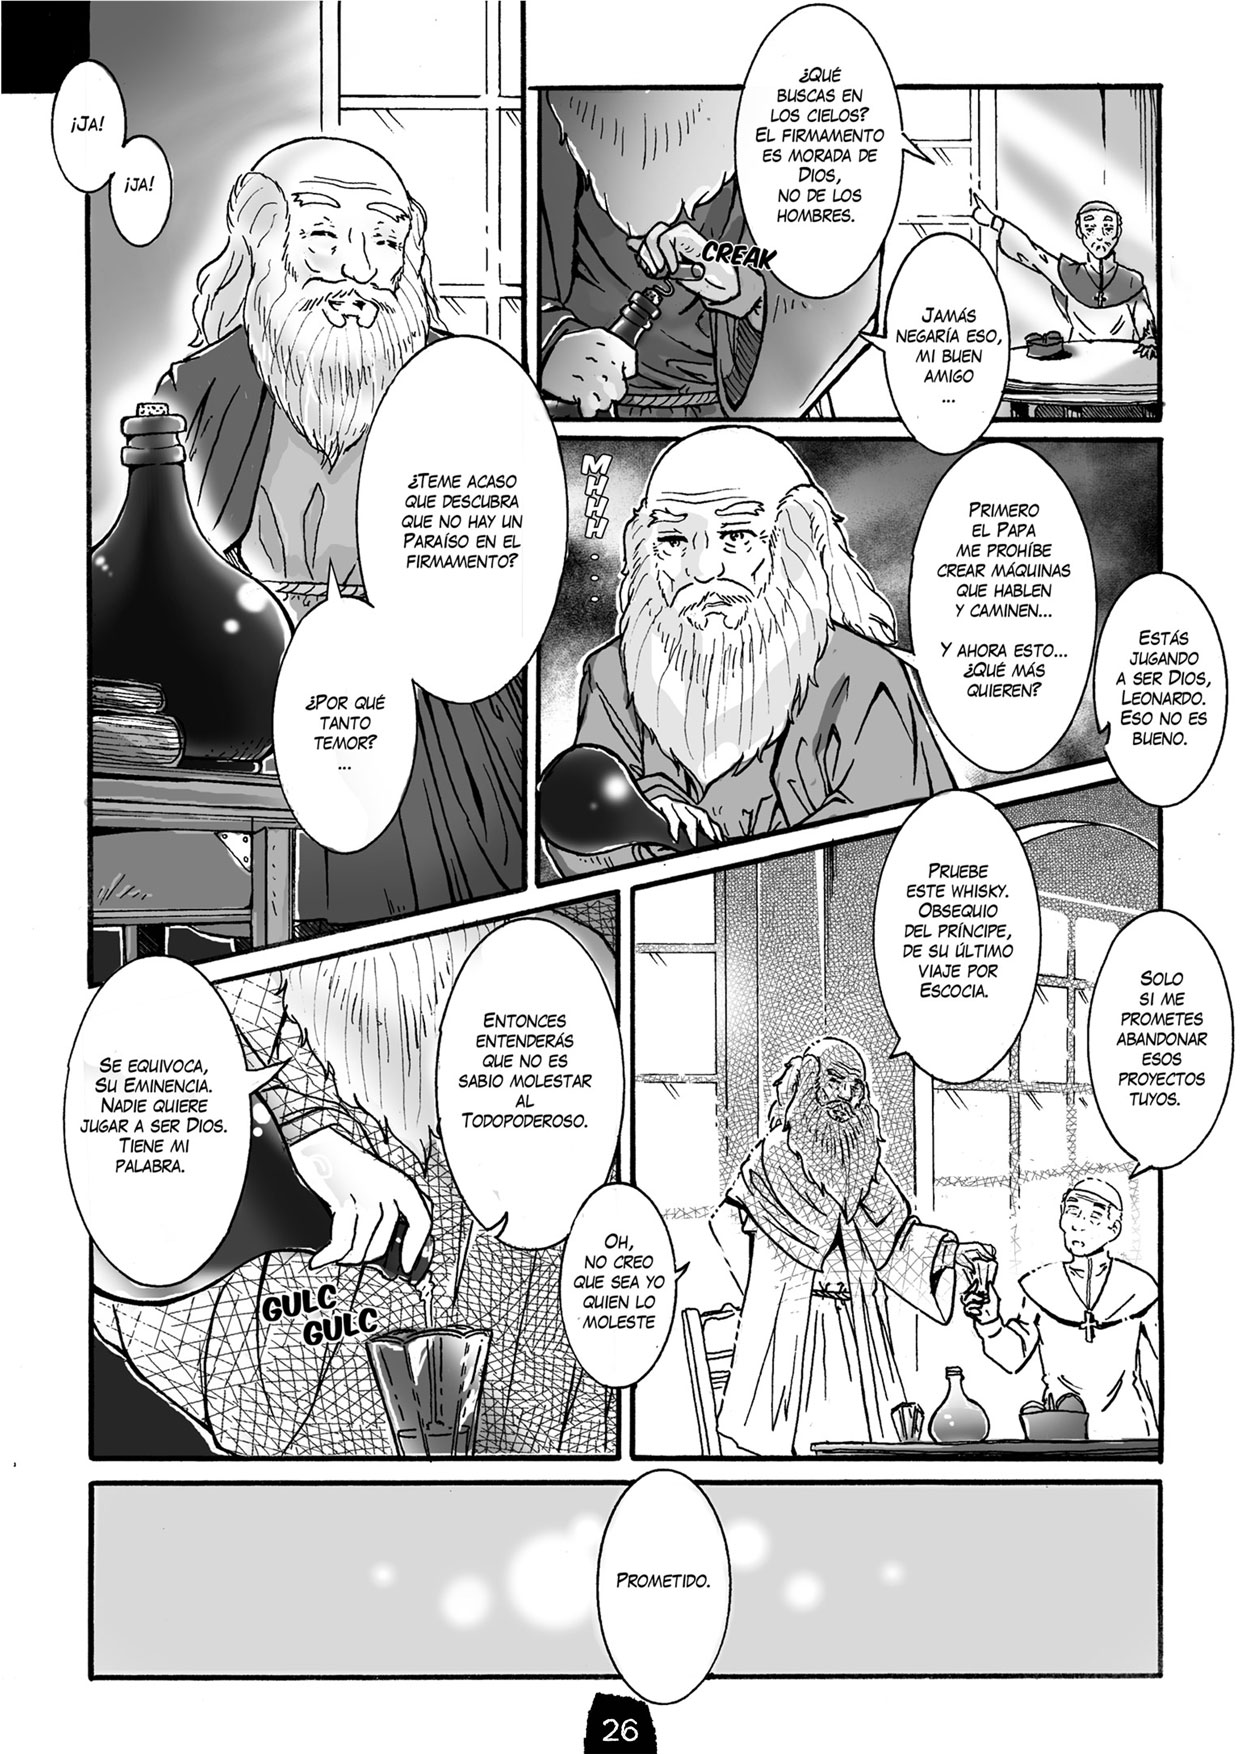 ¡Ja!
¡Ja!
¿Teme acaso
que descubra
que no hay un
Paraíso en el
firmamento?
¿Por qué
tanto
temor?
...
¿Qué
buscas en
los cielos?
El firmamento
es morada de
Dios,
no de los
hombres.
CREAK
Jamás
negaría eso,
mi buen
amigo
...
MHHH...
Primero
el Papa
me prohíbe
crear máquinas
que hablen
y caminen...
Y ahora esto...
¿Qué más
quieren?
Estás
jugando
a ser Dios,
Leonardo.
Eso no es
bueno.
Se equivoca,
Su Eminencia.
Nadie quiere
jugar a ser Dios.
Tiene mi
palabra.
Entonces
entenderás
que no es
sabio molestar
al
Todopoderoso.
GULC
GULC
Oh,
no creo
que sea yo
quien lo
moleste
Pruebe
este whisky.
Obsequio
del príncipe,
de su último
viaje por
Escocia.
Solo
si me
prometes
abandonar
esos
proyectos
tuyos.
Prometido.
26